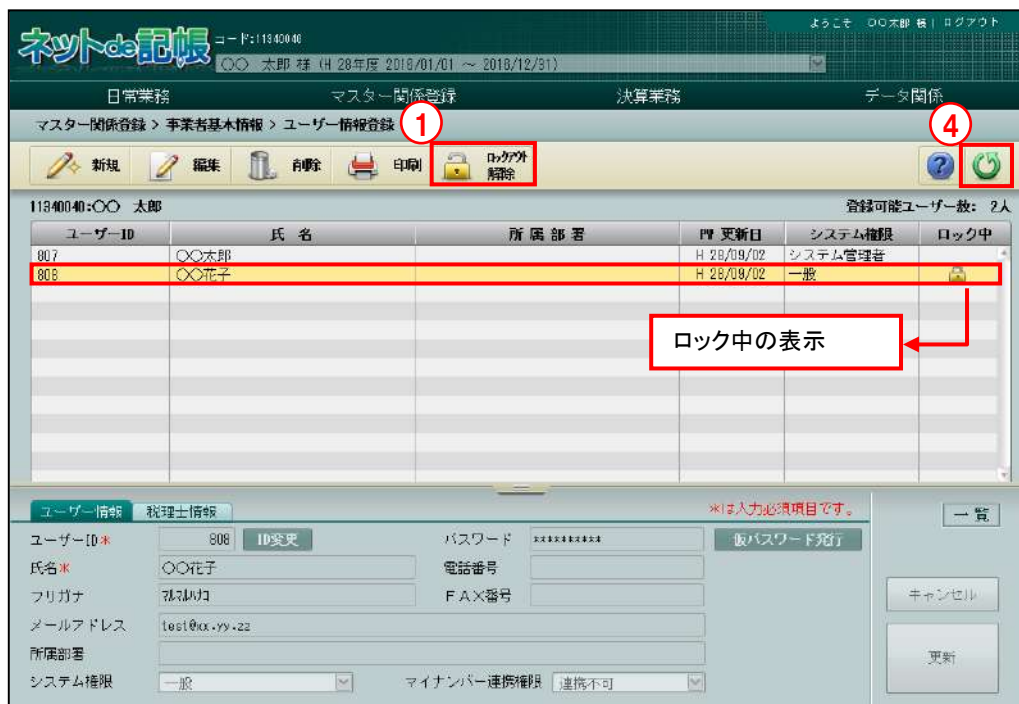 ようこそ 〇〇太郎 様 | ログアウト
ネットde記帳 コード:11340040
〇〇 太郎 様 (H 28年度 2016/01/01 ～ 2016/12/31)
日常業務 マスター関係登録 決算業務 データ関係
マスター関係登録 > 事業者基本情報 > ユーザー情報登録 1 4
新規 編集 削除 印刷 ロックアウト解除 ?
11340040:〇〇 太郎 登録可能ユーザー数: 2人
ユーザーID 氏 名 所 属 部 署 PW 更新日 システム権限 ロック中
807 〇〇太郎 H 28/09/02 システム管理者
808 〇〇花子 H 28/09/02 一般
ロック中の表示
ユーザー情報 税理士情報 *は入力必須項目です。 一 覧
ユーザーID* 808 ID変更 パスワード ********** 仮パスワード発行
氏名* 〇〇花子 電話番号
フリガナ ﾏﾙﾏﾙﾊﾅｺ FAX番号 キャンセル
メールアドレス test@xx.yy.zz
所属部署 更新
システム権限 一般 マイナンバー連携権限 連携不可